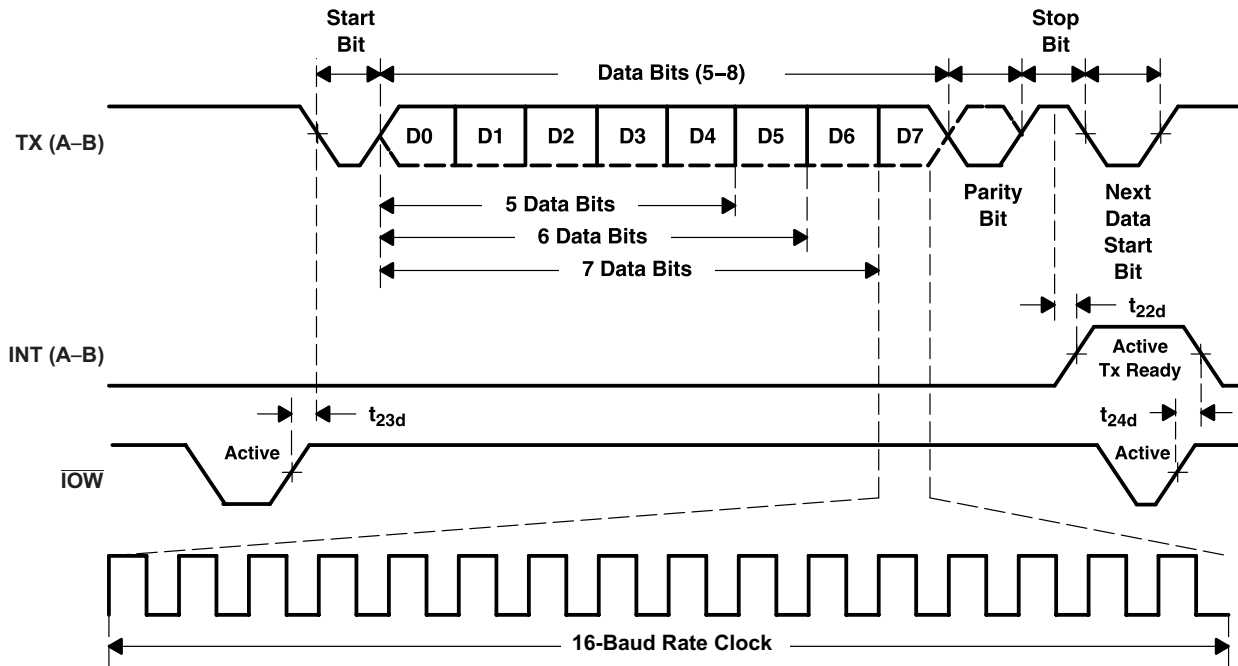 Start
Bit
Stop
Bit
Data Bits (5–8)
TX (A–B)
D0
D1
D2
D3
D4
D5
D6
D7
5 Data Bits
6 Data Bits
7 Data Bits
Parity
Bit
Next
Data
Start
Bit
t22d
INT (A–B)
Active
Tx Ready
t23d
t24d
IOW
Active
Active
16-Baud Rate Clock